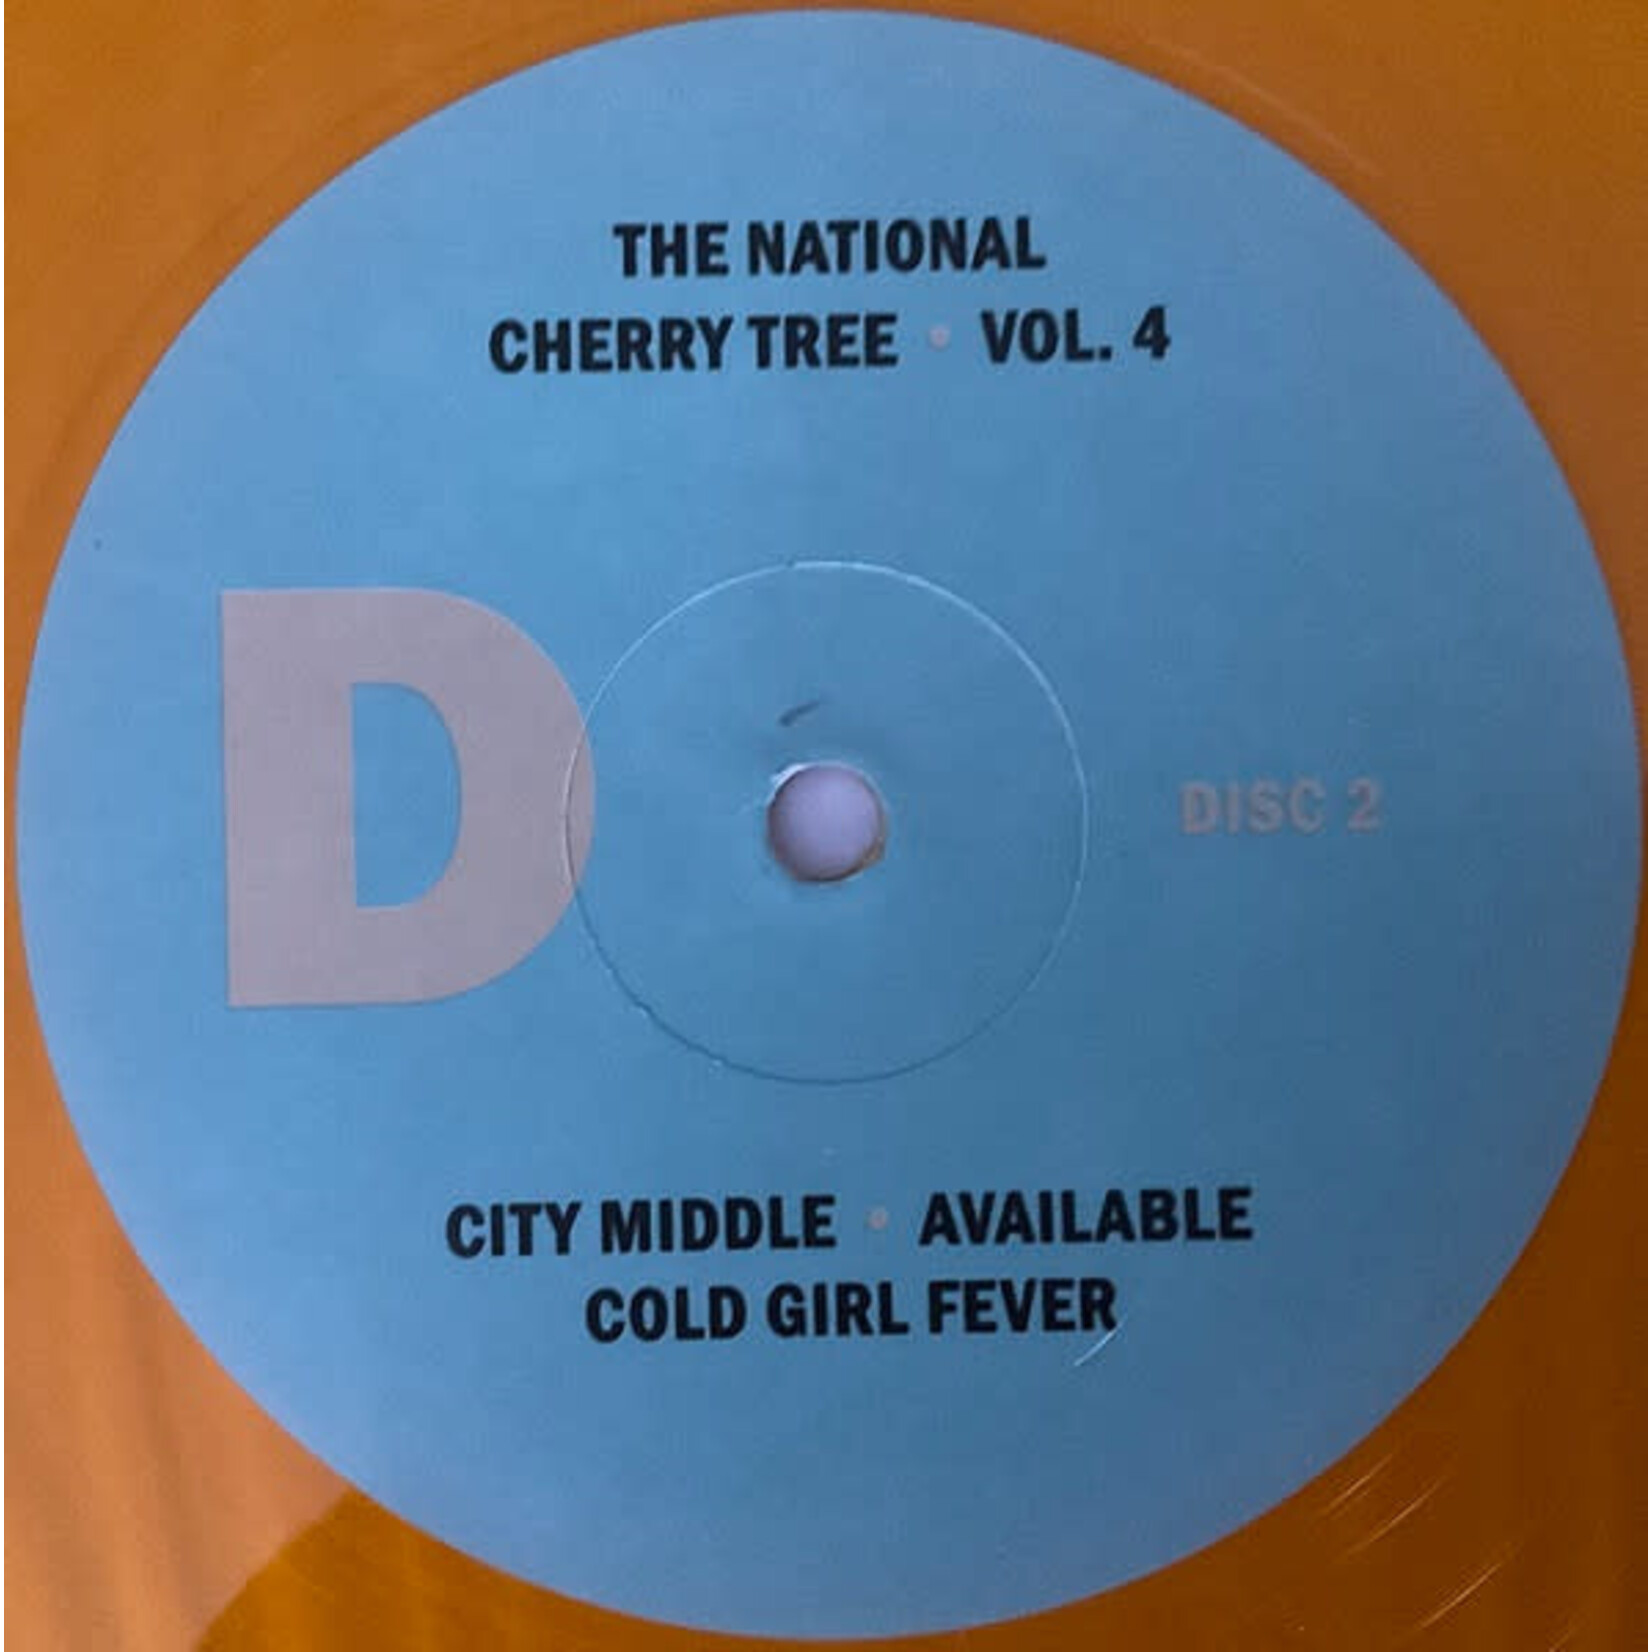 THE NATIONAL
CHERRY TREE • VOL. 4
D
DISC 2
CITY MIDDLE • AVAILABLE
COLD GIRL FEVER